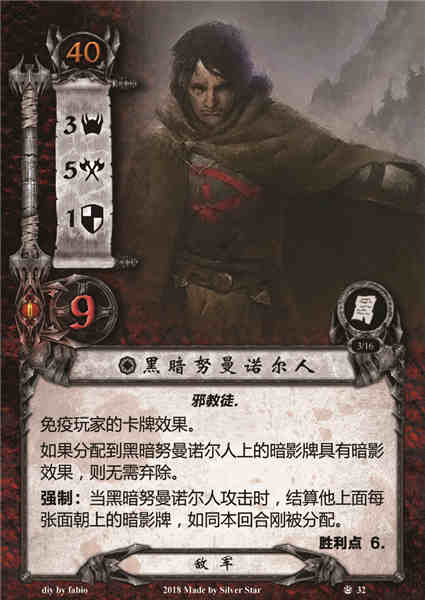 40
3
5
1
9
3/16
黑暗努曼诺尔人
邪教徒.
免疫玩家的卡牌效果。
如果分配到黑暗努曼诺尔人上的暗影牌具有暗影
效果，则无需弃除。
强制：当黑暗努曼诺尔人攻击时，结算他上面每
张面朝上的暗影牌，如同本回合刚被分配。
胜利点 6.
敌军
diy by fabio 2018 Made by Silver Star 32